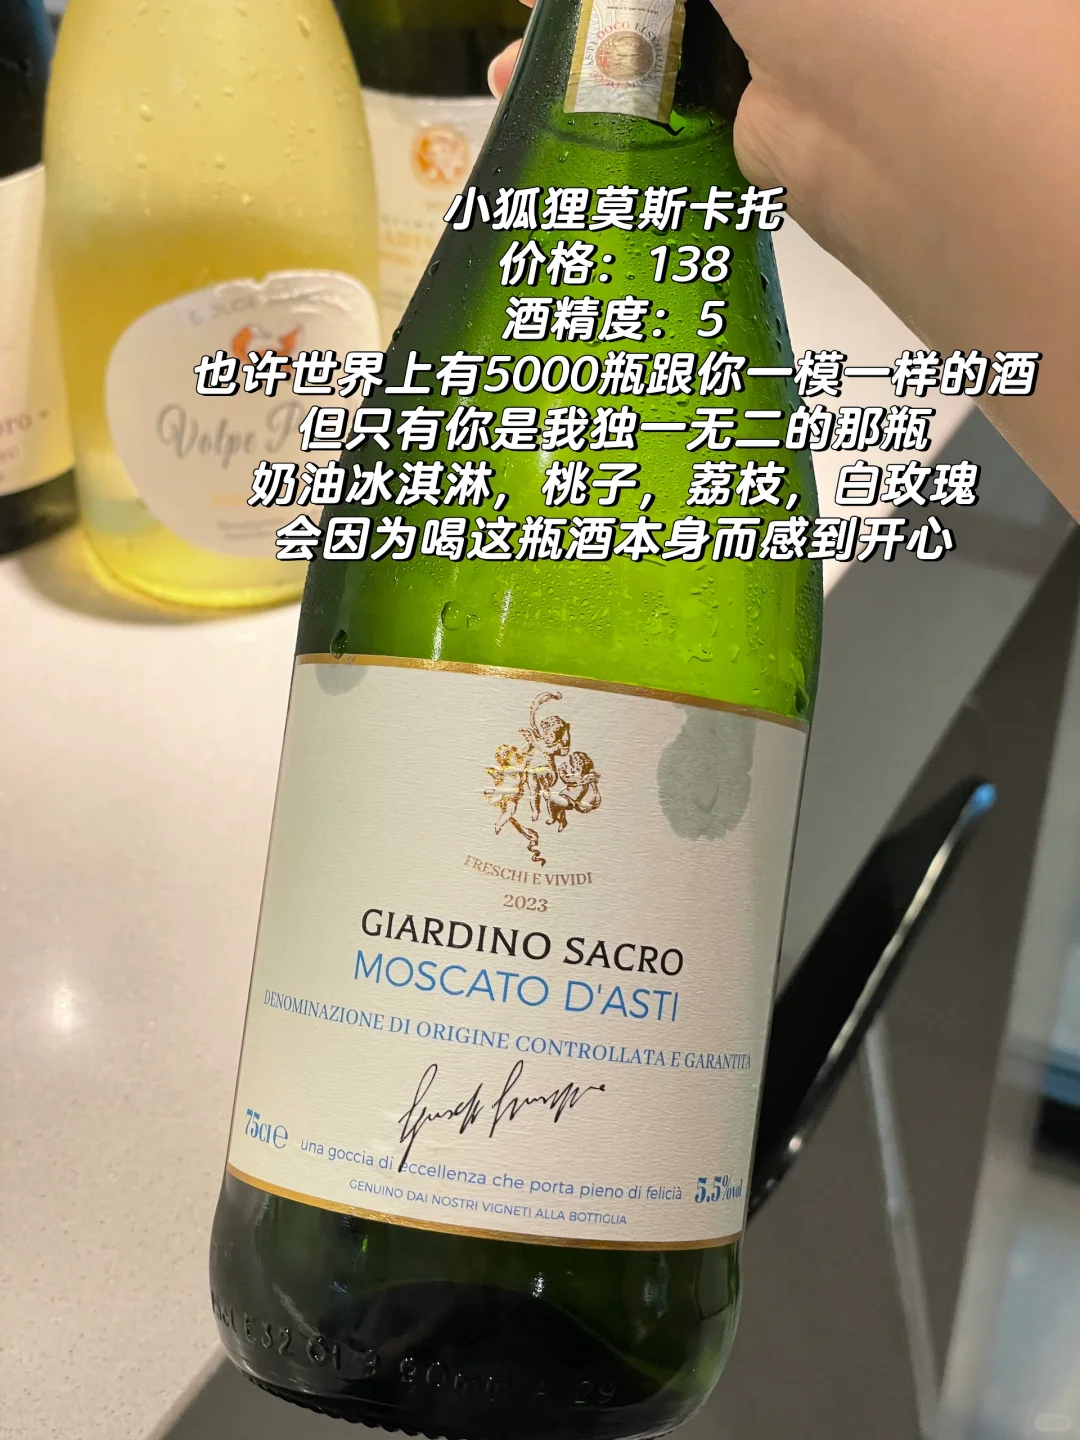 小狐狸莫斯卡托
价格：138
酒精度：5
也许世界上有5000瓶跟你一模一样的酒
但只有你是我独一无二的那瓶
奶油冰淇淋，桃子，荔枝，白玫瑰
会因为喝这瓶酒本身而感到开心
Volpe
FRESCHI E VIVIDI
2023
GIARDINO SACRO
MOSCATO D'ASTI
DENOMINAZIONE DI ORIGINE CONTROLLATA E GARANTITA
75cl e
una goccia di eccellenza che porta pieno di felicià
5.5%vol
GENUINO DAI NOSTRI VIGNETI ALLA BOTTIGLIA